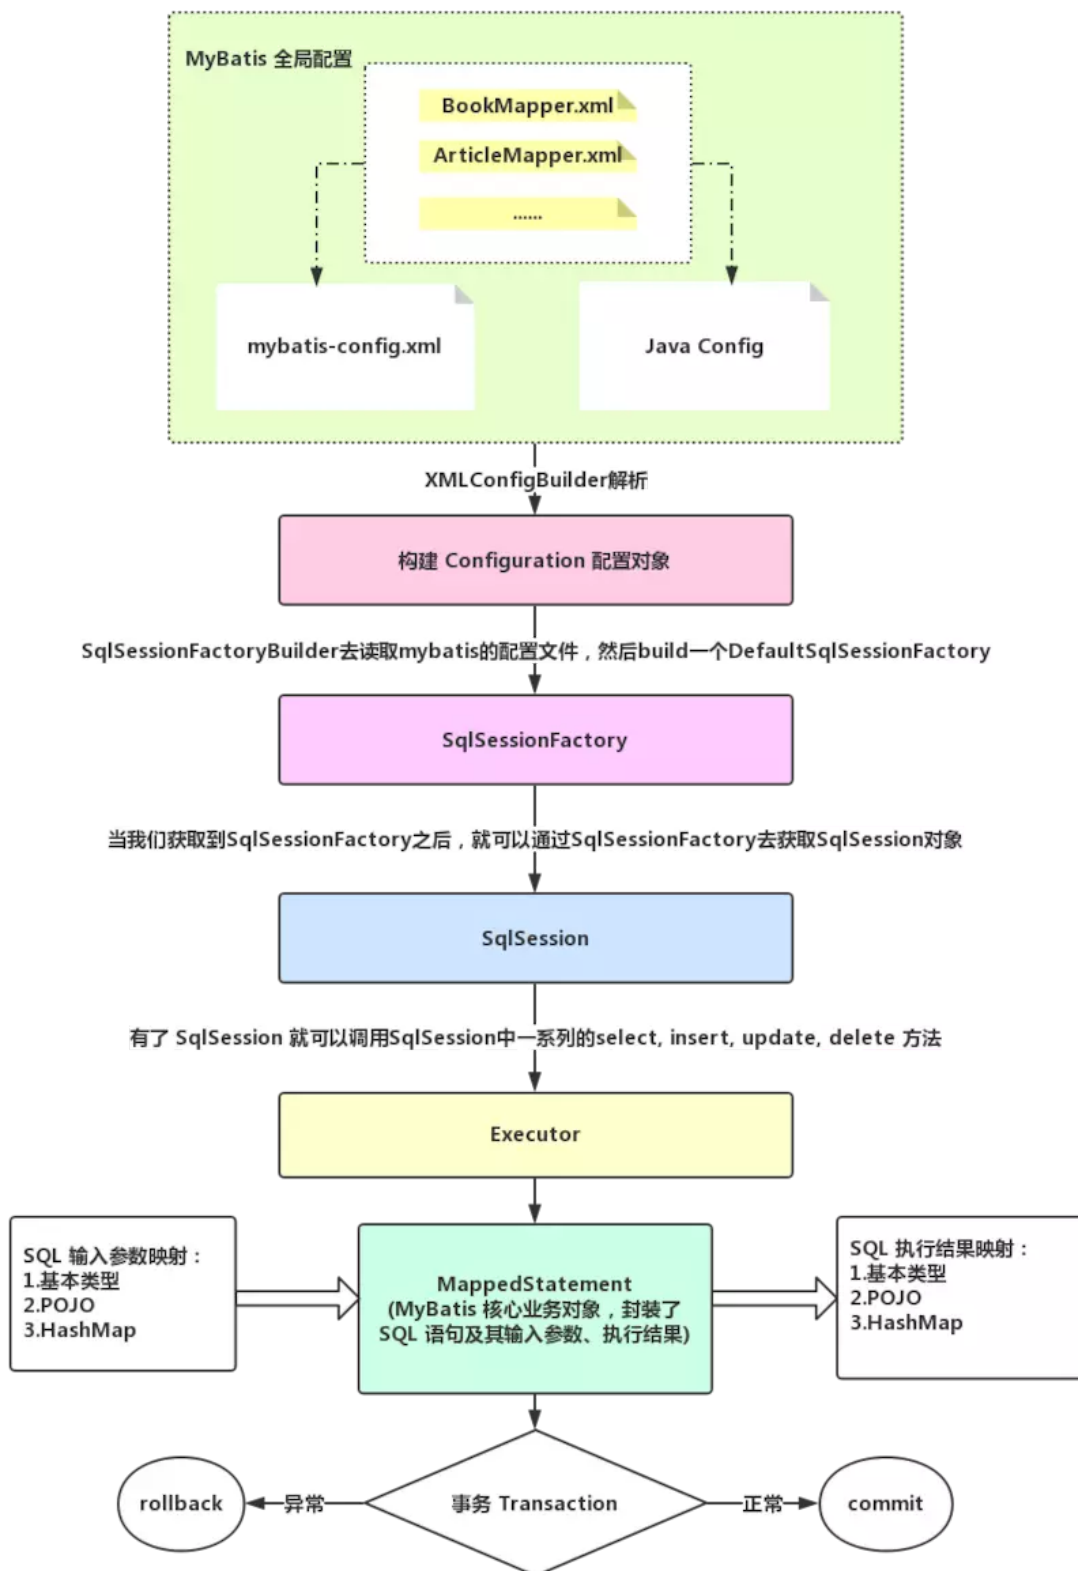 MyBatis 全局配置
BookMapper.xml
ArticleMapper.xml
......
mybatis-config.xml
Java Config
XMLConfigBuilder解析
构建 Configuration 配置对象
SqlSessionFactoryBuilder去读取mybatis的配置文件，然后build一个DefaultSqlSessionFactory
SqlSessionFactory
当我们获取到SqlSessionFactory之后，就可以通过SqlSessionFactory去获取SqlSession对象
SqlSession
有了 SqlSession 就可以调用SqlSession中一系列的select, insert, update, delete 方法
Executor
SQL 输入参数映射：
1.基本类型
2.POJO
3.HashMap
MappedStatement
(MyBatis 核心业务对象，封装了
SQL 语句及其输入参数、执行结果)
SQL 执行结果映射：
1.基本类型
2.POJO
3.HashMap
rollback
异常
事务 Transaction
正常
commit